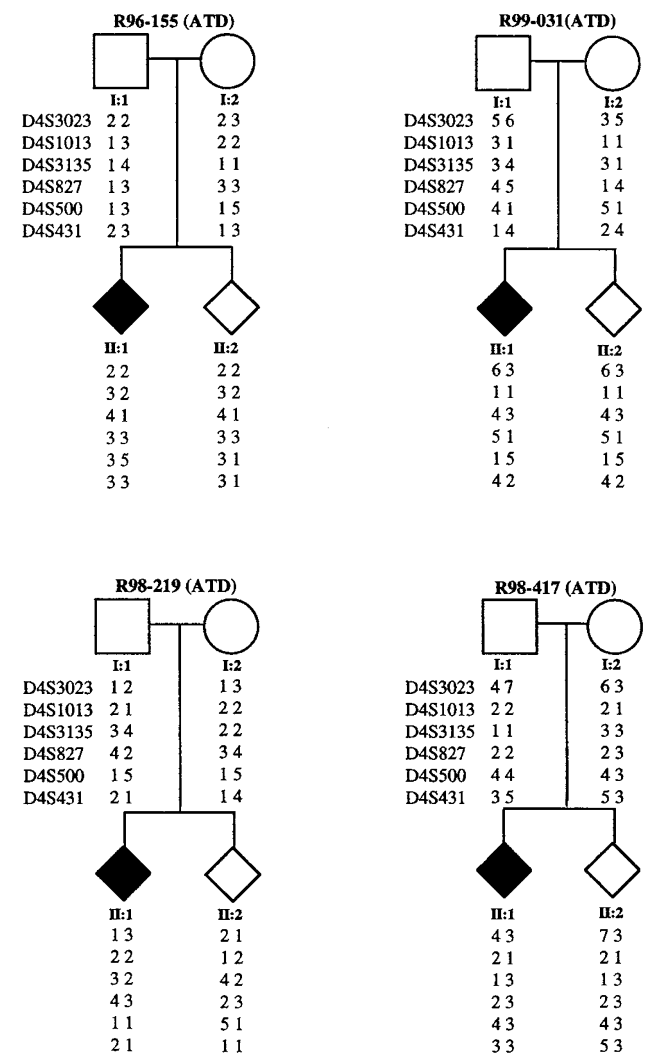 R96-155 (ATD)
I:1 I:2
D4S3023 2 2 2 3
D4S1013 1 3 2 2
D4S3135 1 4 1 1
D4S827 1 3 3 3
D4S500 1 3 1 5
D4S431 2 3 1 3
II:1 II:2
2 2 2 2
3 2 3 2
4 1 4 1
3 3 3 3
3 5 3 1
3 3 3 1
R99-031(ATD)
I:1 I:2
D4S3023 5 6 3 5
D4S1013 3 1 1 1
D4S3135 3 4 3 1
D4S827 4 5 1 4
D4S500 4 1 5 1
D4S431 1 4 2 4
II:1 II:2
6 3 6 3
1 1 1 1
4 3 4 3
5 1 5 1
1 5 1 5
4 2 4 2
R98-219 (ATD)
I:1 I:2
D4S3023 1 2 1 3
D4S1013 2 1 2 2
D4S3135 3 4 2 2
D4S827 4 2 3 4
D4S500 1 5 1 5
D4S431 2 1 1 4
II:1 II:2
1 3 2 1
2 2 1 2
3 2 4 2
4 3 2 3
1 1 5 1
2 1 1 1
R98-417 (ATD)
I:1 I:2
D4S3023 4 7 6 3
D4S1013 2 2 2 1
D4S3135 1 1 3 3
D4S827 2 2 2 3
D4S500 4 4 4 3
D4S431 3 5 5 3
II:1 II:2
4 3 7 3
2 1 2 1
1 3 1 3
2 3 2 3
4 3 4 3
3 3 5 3